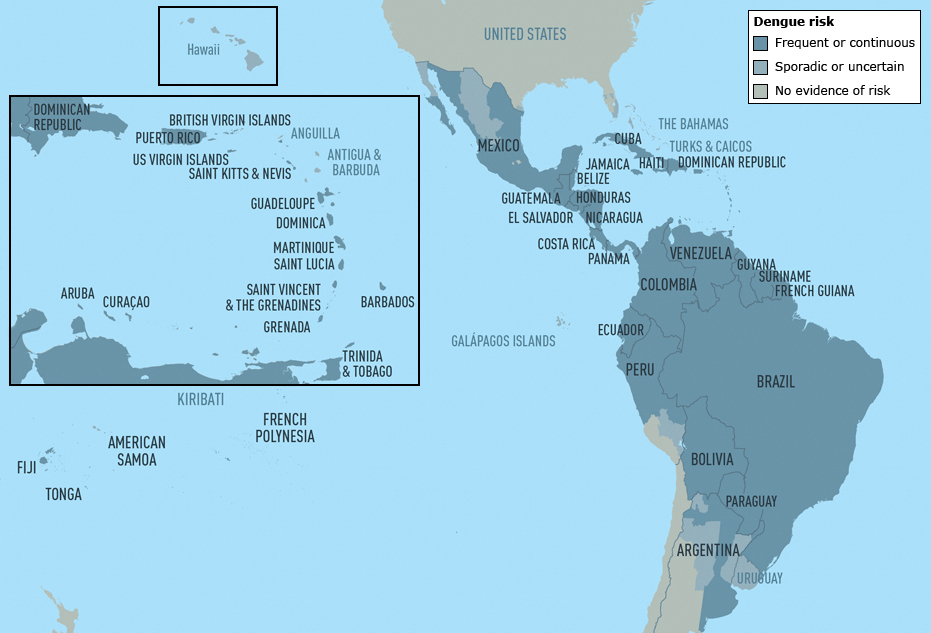 Hawaii
UNITED STATES
Dengue risk
Frequent or continuous
Sporadic or uncertain
No evidence of risk
DOMINICAN
REPUBLIC
BRITISH VIRGIN ISLANDS
PUERTO RICO
ANGUILLA
US VIRGIN ISLANDS
SAINT KITTS & NEVIS
ANTIGUA &
BARBUDA
GUADELOUPE
DOMINICA
MARTINIQUE
SAINT LUCIA
SAINT VINCENT
& THE GRENADINES
BARBADOS
GRENADA
ARUBA
CURAÇAO
TRINIDA
& TOBAGO
THE BAHAMAS
CUBA
TURKS & CAICOS
MEXICO
JAMAICA
HAITI
DOMINICAN REPUBLIC
BELIZE
GUATEMALA
HONDURAS
EL SALVADOR
NICARAGUA
COSTA RICA
PANAMA
VENEZUELA
GUYANA
SURINAME
FRENCH GUIANA
COLOMBIA
GALÁPAGOS ISLANDS
ECUADOR
PERU
BRAZIL
KIRIBATI
FRENCH
POLYNESIA
AMERICAN
SAMOA
FIJI
TONGA
BOLIVIA
PARAGUAY
ARGENTINA
URUGUAY